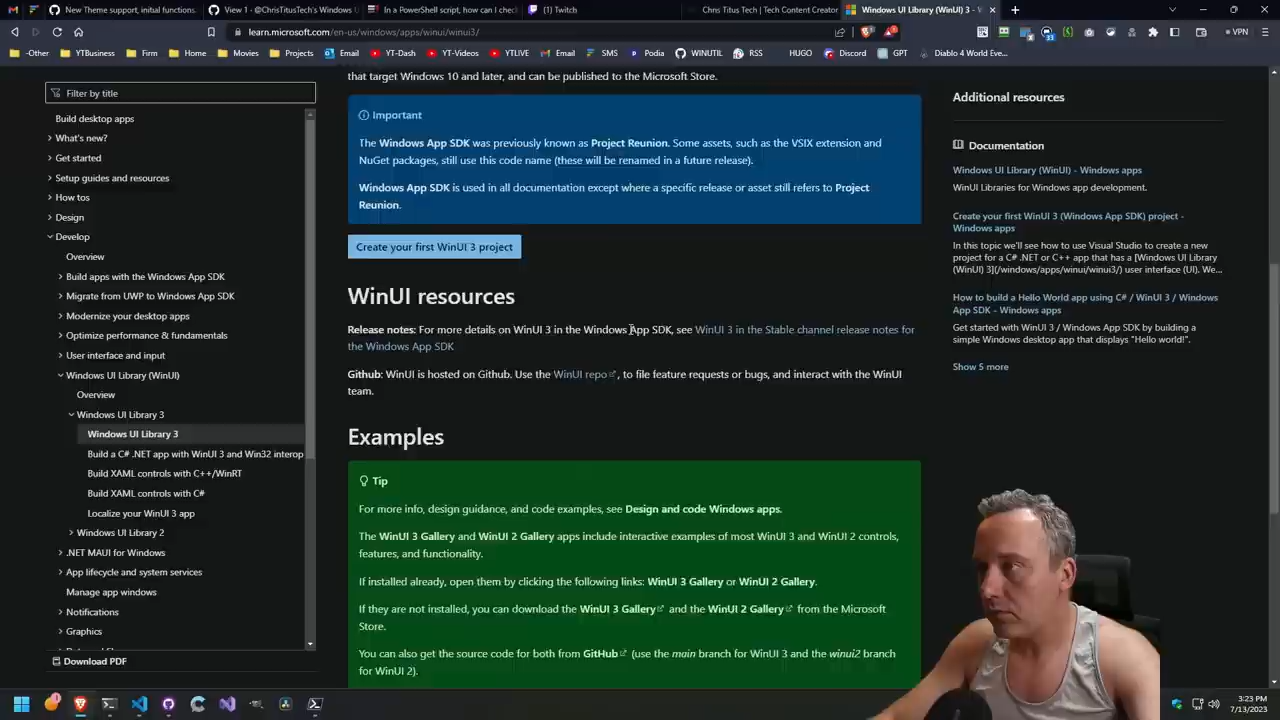 New PowerShell setup, initial functions.
View 1 · @ChrisTitusTech's Windows U
In a PowerShell script, how can I check
Twitch
Chris Titus Tech | Tech Content Creator
Windows UI Library (WinUI) 3 - W
learn.microsoft.com/en-us/windows/apps/winui/winui3/
VPN
-Other
YTBusiness
Firm
Home
Movies
YT-Days
YTLIVE
Email
SMS
Podia
WINUTIL
RSS
HUGO
Discord
GPT
Diablo 4 World Eve...
Filter by title
Build desktop apps
What's new?
Get started
Setup guides and resources
How tos
Design
Develop
Overview
Build apps with the Windows App SDK
Migrate from UWP to Windows App SDK
Modernize your desktop apps
Optimize performance & fundamentals
User interface and input
Windows UI Library (WinUI)
Overview
Windows UI Library 3
Windows UI Library 3
Build a C# .NET app with WinUI 3 and Win32 interop
Build XAML controls with C++/WinRT
Build XAML controls with C#
Localize your WinUI 3 app
Windows UI Library 2
.NET MAUI for Windows
App lifecycle and system services
Manage app windows
Notifications
Graphics
Download PDF
that target Windows 10 and later, and can be published to the Microsoft Store.
Important
The Windows App SDK was previously known as Project Reunion. Some assets, such as the VSIX extension and
NuGet packages, still use this code name (these will be renamed in a future release).
Windows App SDK is used in all documentation except where a specific release or asset still refers to Project
Reunion.
Create your first WinUI 3 project
WinUI resources
Release notes: For more details on WinUI 3 in the Windows App SDK, see WinUI 3 in the Stable channel release notes for
the Windows App SDK
Github: WinUI is hosted on Github. Use the WinUI repo, to file feature requests or bugs, and interact with the WinUI
team.
Examples
Tip
For more info, design guidance, and code examples, see Design and code Windows apps.
The WinUI 3 Gallery and WinUI 2 Gallery apps include interactive examples of most WinUI 3 and WinUI 2 controls,
features, and functionality.
If installed already, open them by clicking the following links: WinUI 3 Gallery or WinUI 2 Gallery.
If they are not installed, you can download the WinUI 3 Gallery and the WinUI 2 Gallery from the Microsoft
Store.
You can also get the source code for both from GitHub (use the main branch for WinUI 3 and the winui2 branch
for WinUI 2).
Additional resources
Documentation
Windows UI Library (WinUI) - Windows apps
WinUI Libraries for Windows app development.
Create your first WinUI 3 (Windows App SDK) project -
Windows apps
In this topic we'll see how to use Visual Studio to create a new
project for a C# .NET or C++ app that has a [Windows UI Library
(WinUI) 3](/windows/apps/winui/winui3/) user interface (UI). We...
How to build a Hello World app using C# / WinUI 3 / Windows
App SDK - Windows apps
Get started with WinUI 3 / Windows App SDK by building a
simple Windows desktop app that displays "Hello world!".
Show 5 more
3:23 PM
7/13/2023